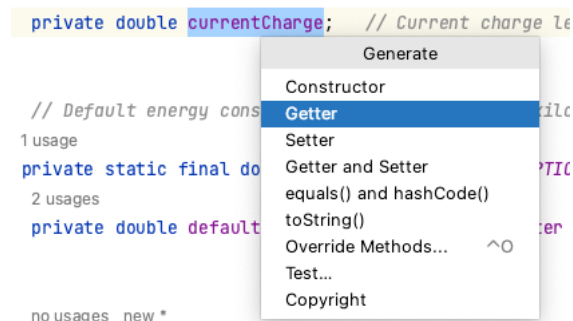 private double currentCharge;   // Current charge le
Generate
Constructor
// Default energy cons
Getter
1 usage
Setter
private static final do
Getter and Setter
2 usages
equals() and hashCode()
private double default
toString()
ter
Override Methods... ^O
Test...
Copyright
no usages   new *